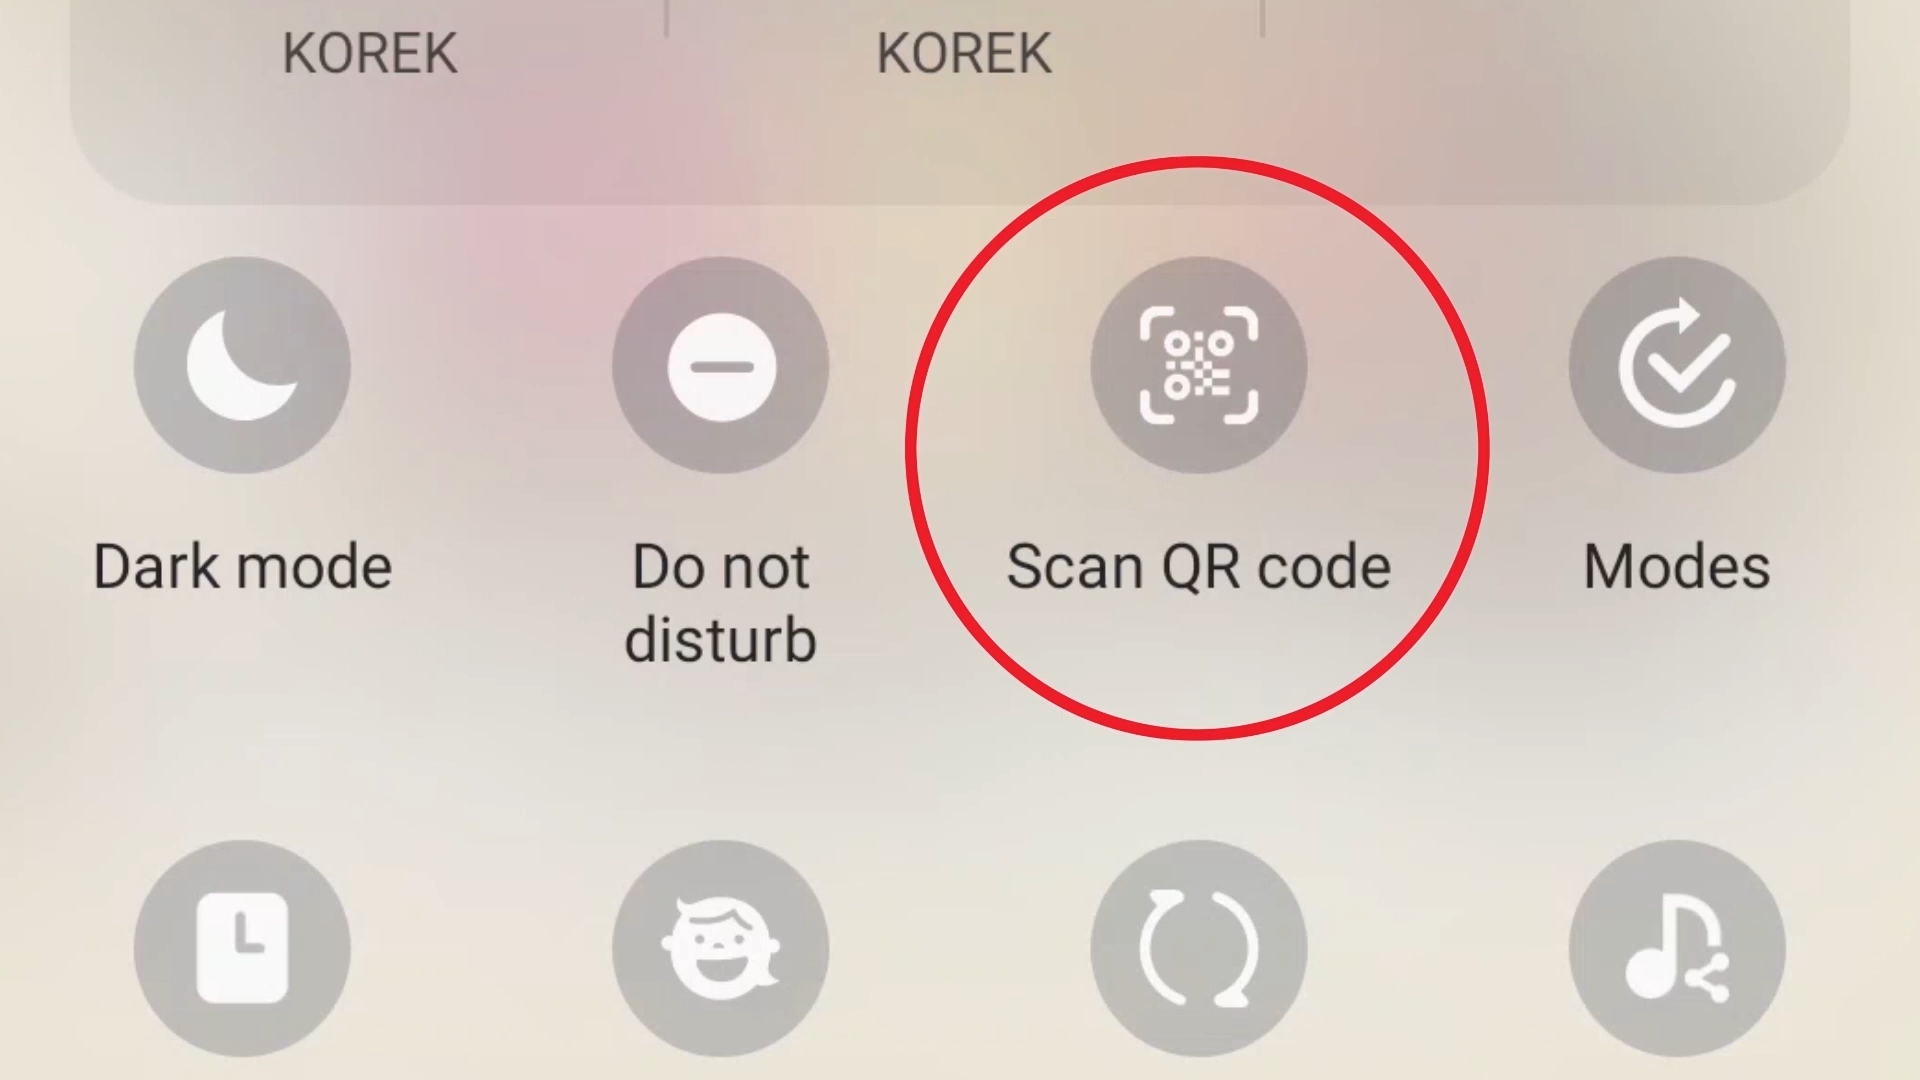 KOREK
KOREK
Dark mode
Do not
disturb
Scan QR code
Modes